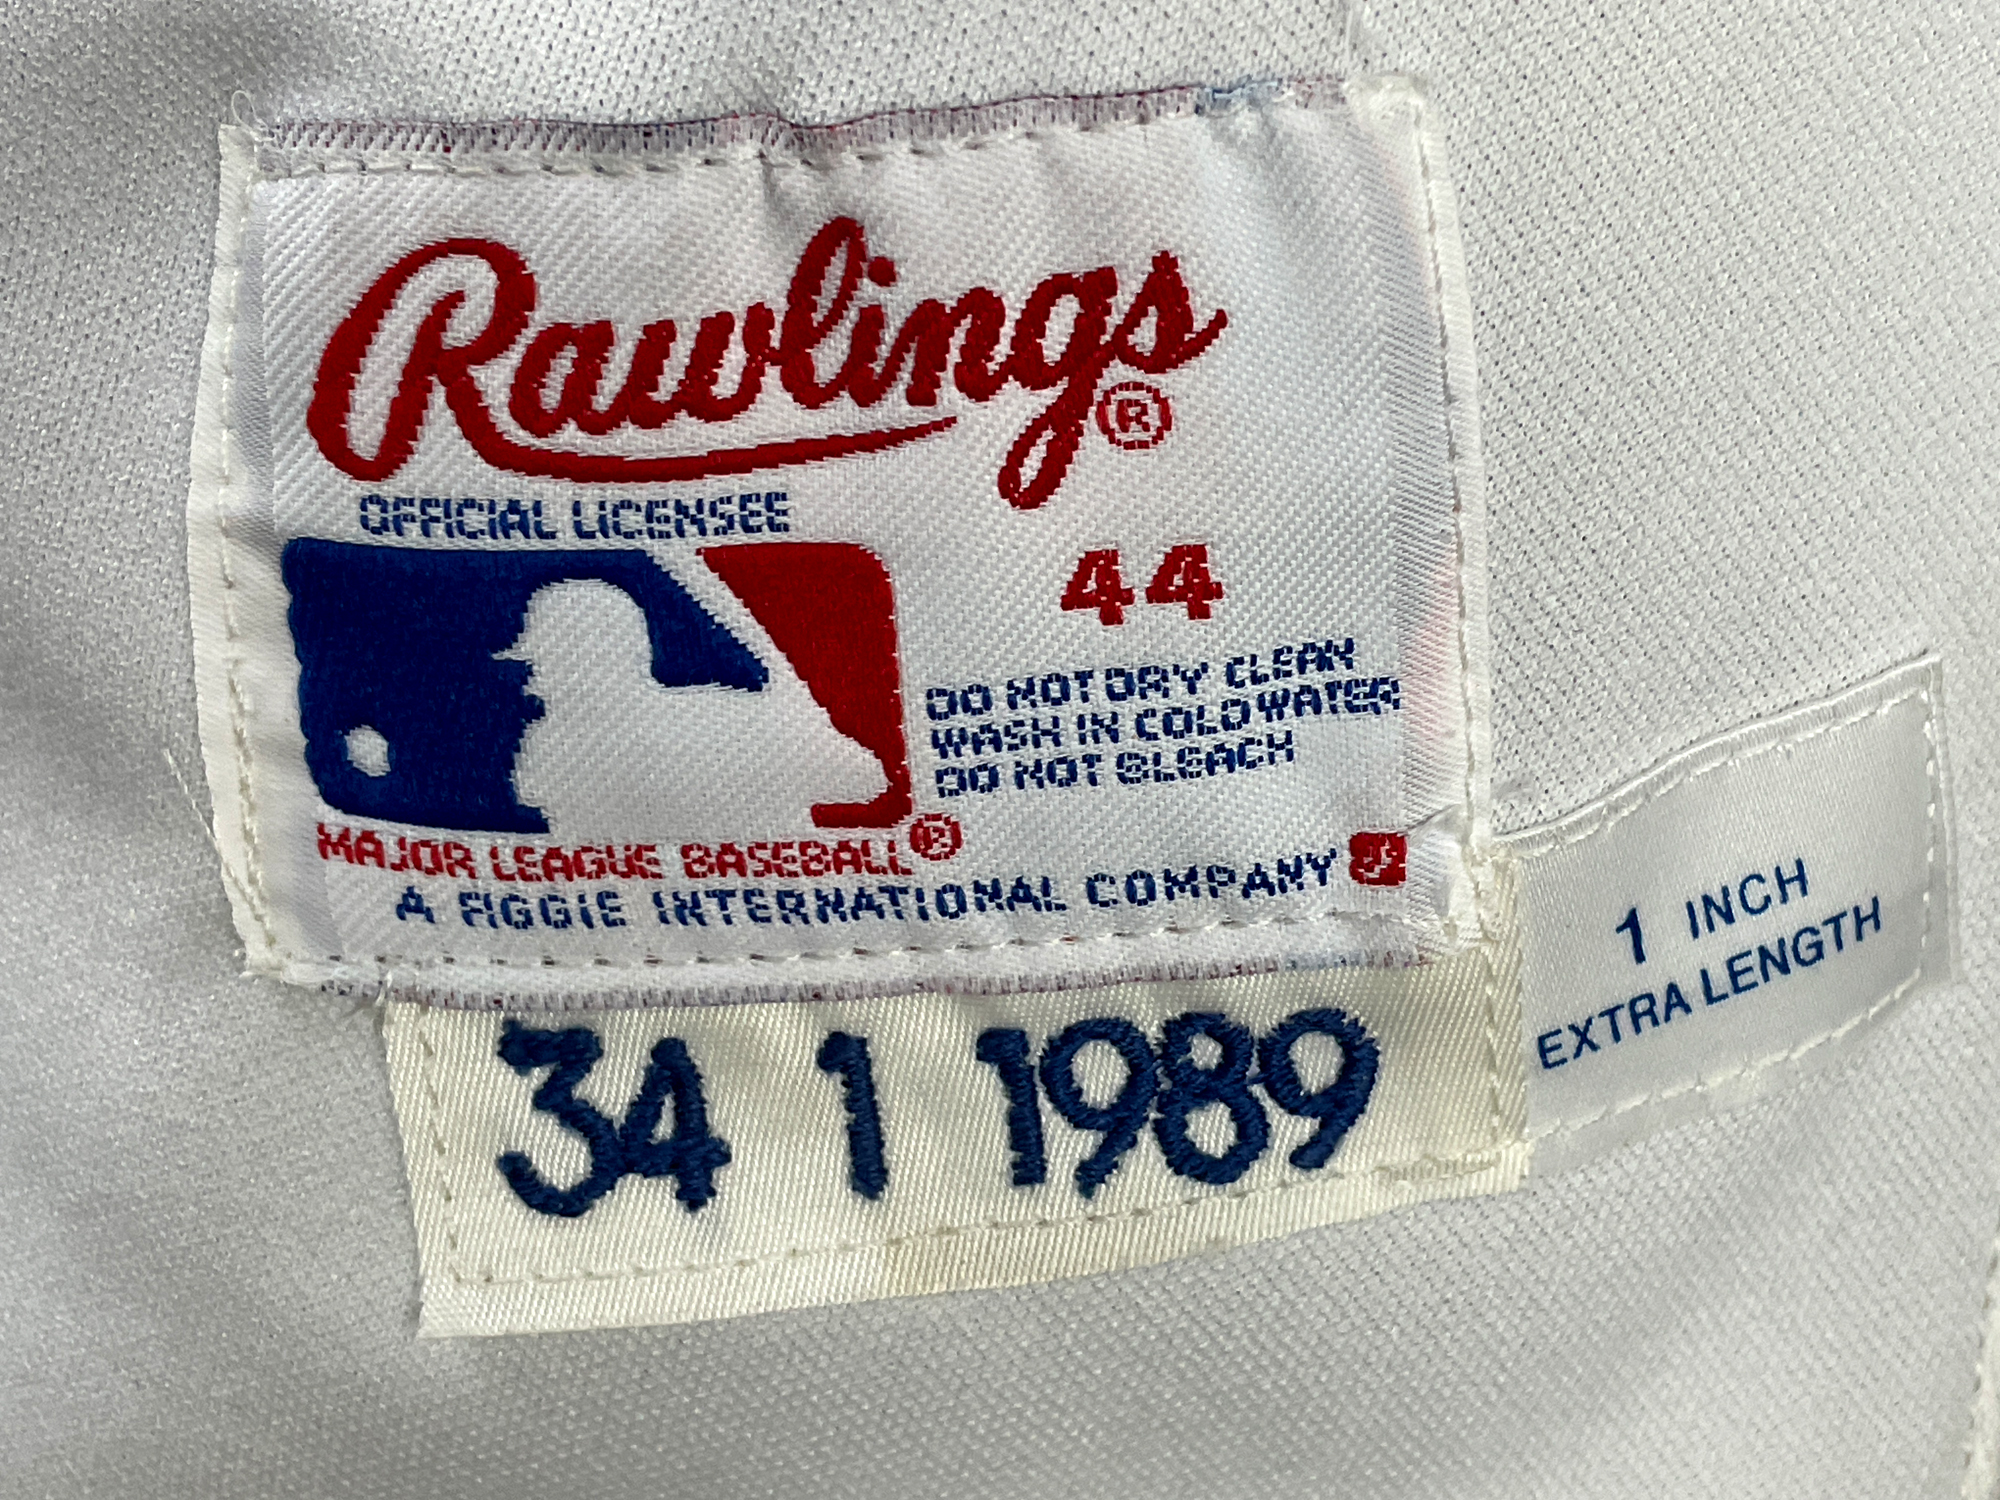 Rawlings®
OFFICIAL LICENSEE
44
DO NOT DRY CLEAN
WASH IN COLD WATER
DO NOT BLEACH
MAJOR LEAGUE BASEBALL®
A FIGGIE INTERNATIONAL COMPANY
34 1 1989
1 INCH
EXTRA LENGTH